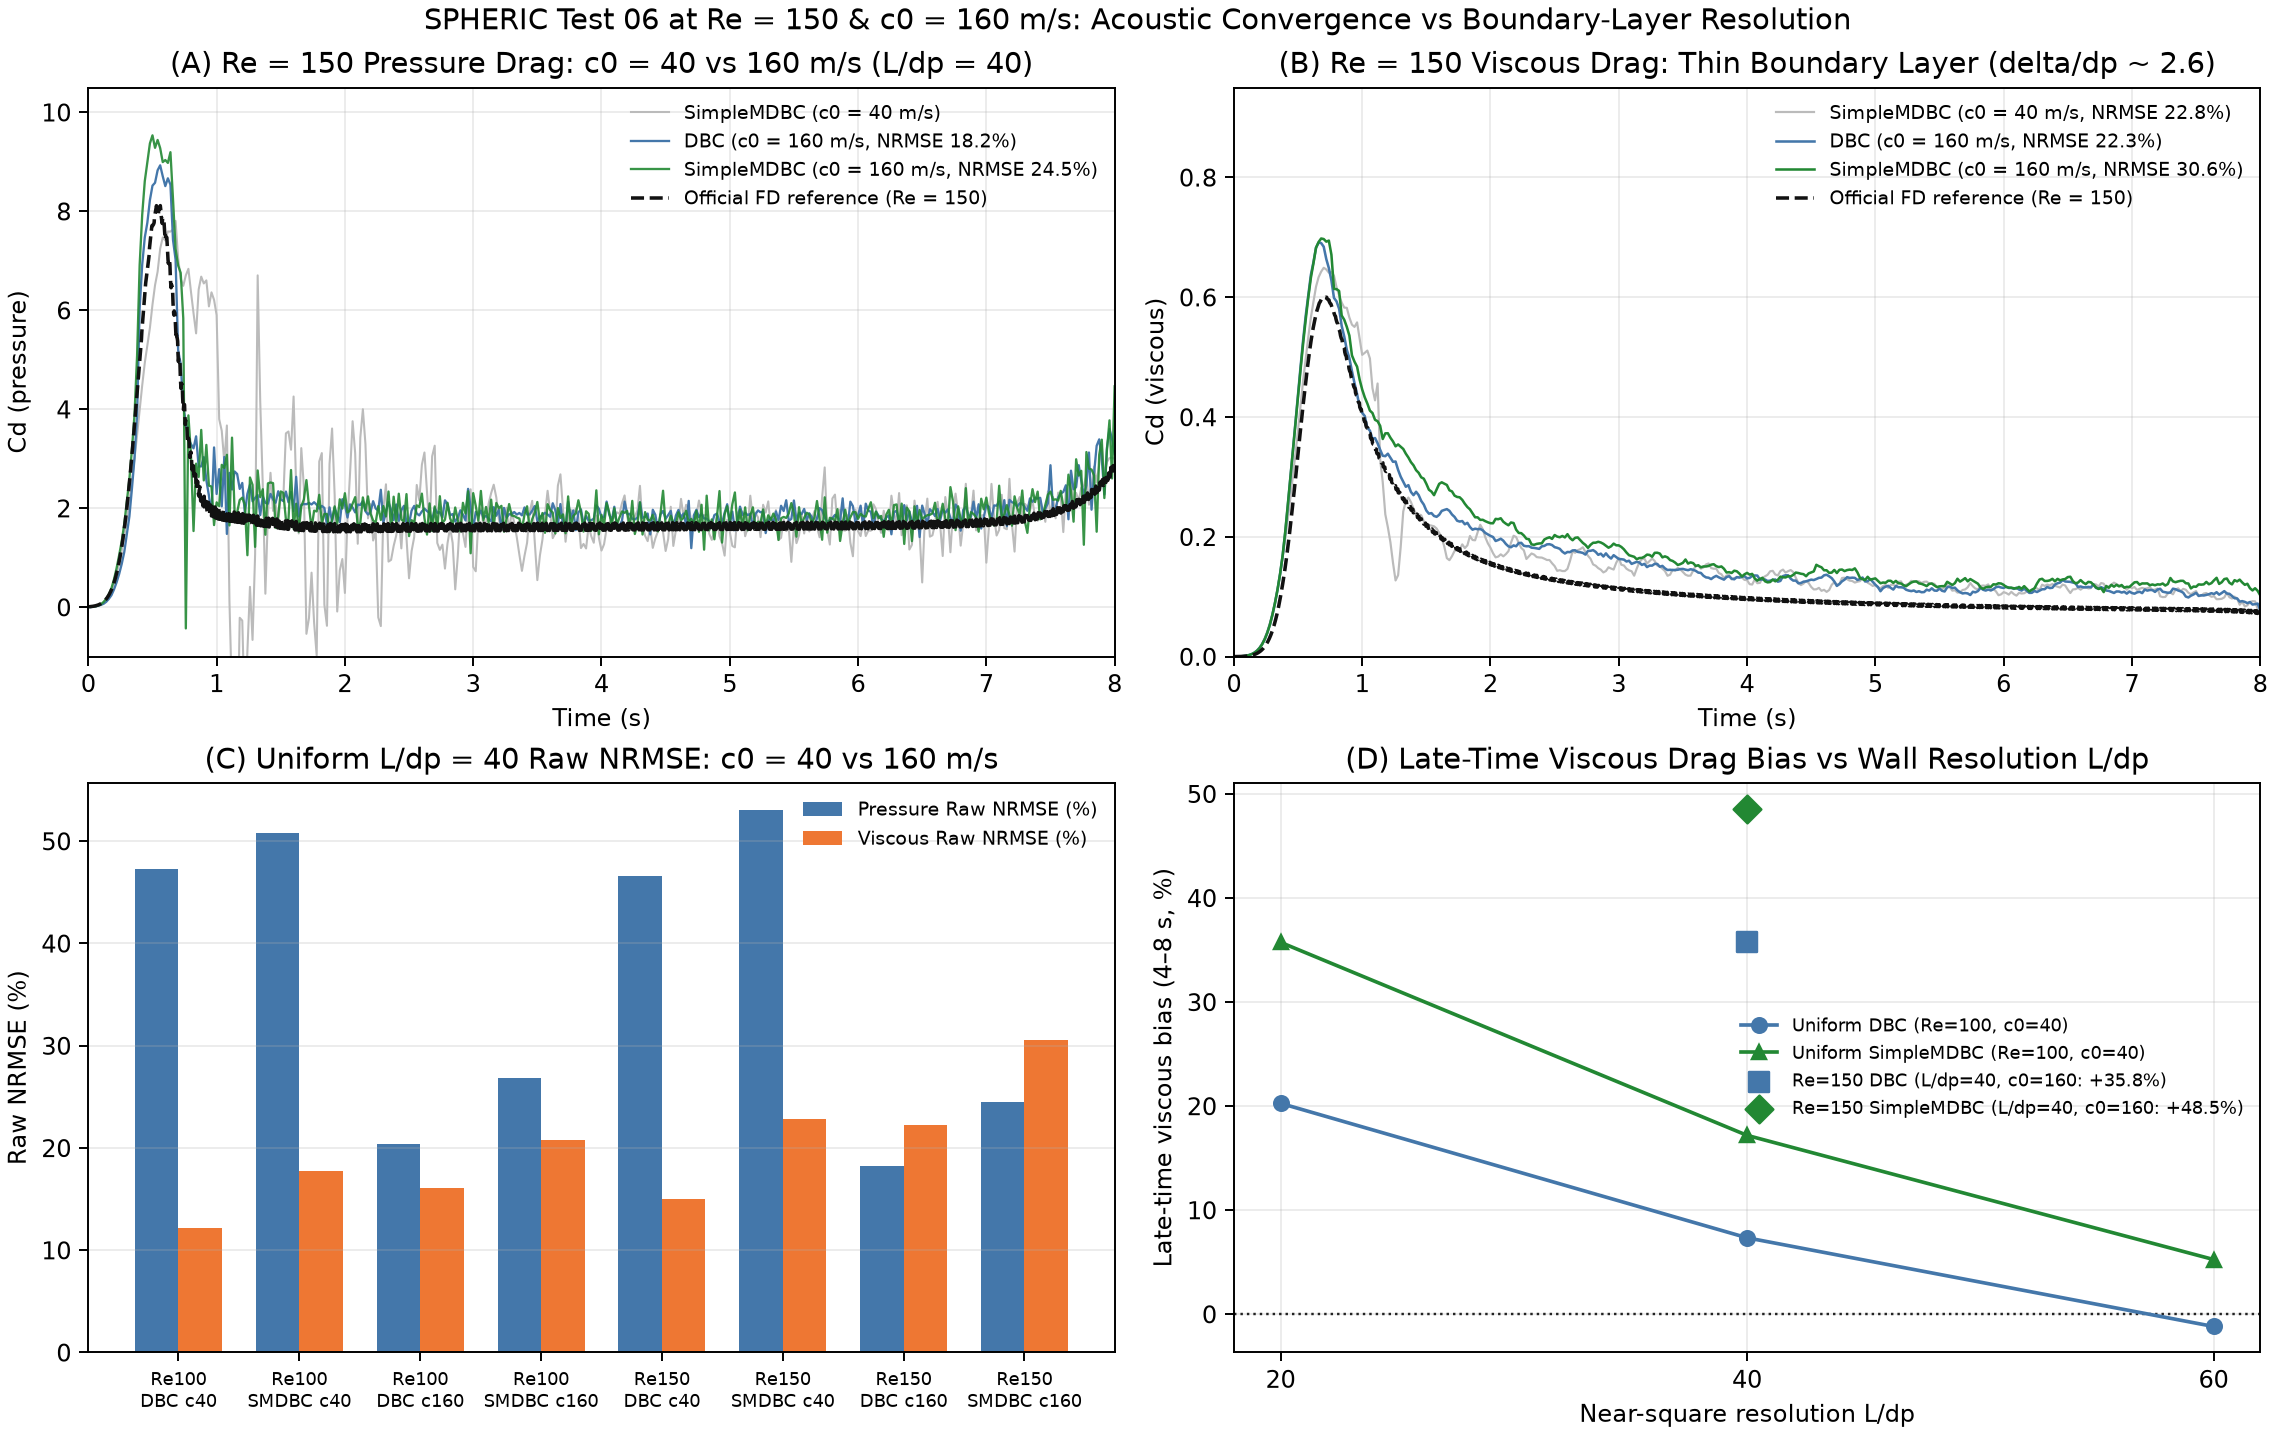 SPHERIC Test 06 at Re = 150 & c0 = 160 m/s: Acoustic Convergence vs Boundary-Layer Resolution
(A) Re = 150 Pressure Drag: c0 = 40 vs 160 m/s (L/dp = 40)
SimpleMDBC (c0 = 40 m/s)
DBC (c0 = 160 m/s, NRMSE 18.2%)
SimpleMDBC (c0 = 160 m/s, NRMSE 24.5%)
Official FD reference (Re = 150)
Cd (pressure)
10
8
6
4
2
0
0 1 2 3 4 5 6 7 8
Time (s)
(B) Re = 150 Viscous Drag: Thin Boundary Layer (delta/dp ~ 2.6)
SimpleMDBC (c0 = 40 m/s, NRMSE 22.8%)
DBC (c0 = 160 m/s, NRMSE 22.3%)
SimpleMDBC (c0 = 160 m/s, NRMSE 30.6%)
Official FD reference (Re = 150)
Cd (viscous)
0.8
0.6
0.4
0.2
0.0
0 1 2 3 4 5 6 7 8
Time (s)
(C) Uniform L/dp = 40 Raw NRMSE: c0 = 40 vs 160 m/s
Pressure Raw NRMSE (%)
Viscous Raw NRMSE (%)
Raw NRMSE (%)
50
40
30
20
10
0
Re100 Re100 Re100 Re100 Re150 Re150 Re150 Re150
DBC c40 SMDBC c40 DBC c160 SMDBC c160 DBC c40 SMDBC c40 DBC c160 SMDBC c160
(D) Late-Time Viscous Drag Bias vs Wall Resolution L/dp
Late-time viscous bias (4–8 s, %)
50
40
30
20
10
0
Uniform DBC (Re=100, c0=40)
Uniform SimpleMDBC (Re=100, c0=40)
Re=150 DBC (L/dp=40, c0=160: +35.8%)
Re=150 SimpleMDBC (L/dp=40, c0=160: +48.5%)
20 40 60
Near-square resolution L/dp